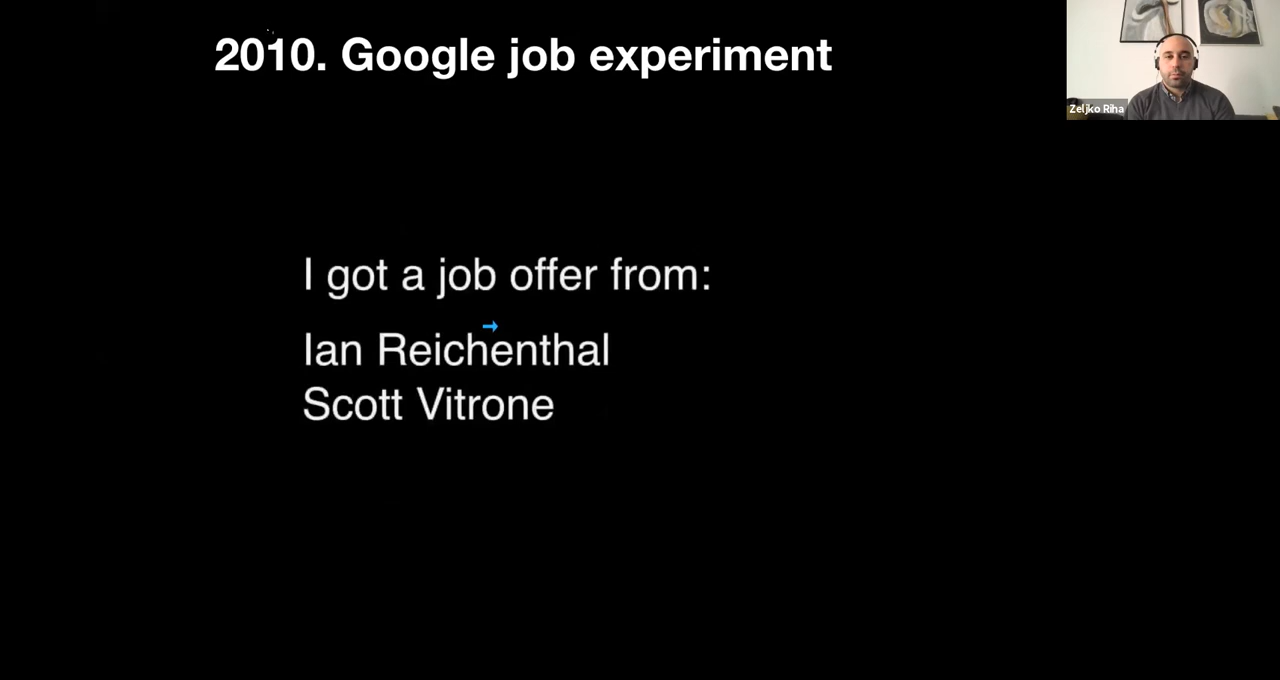 2010. Google job experiment
Zeljko Riha
I got a job offer from:
Ian Reichenthal
Scott Vitrone